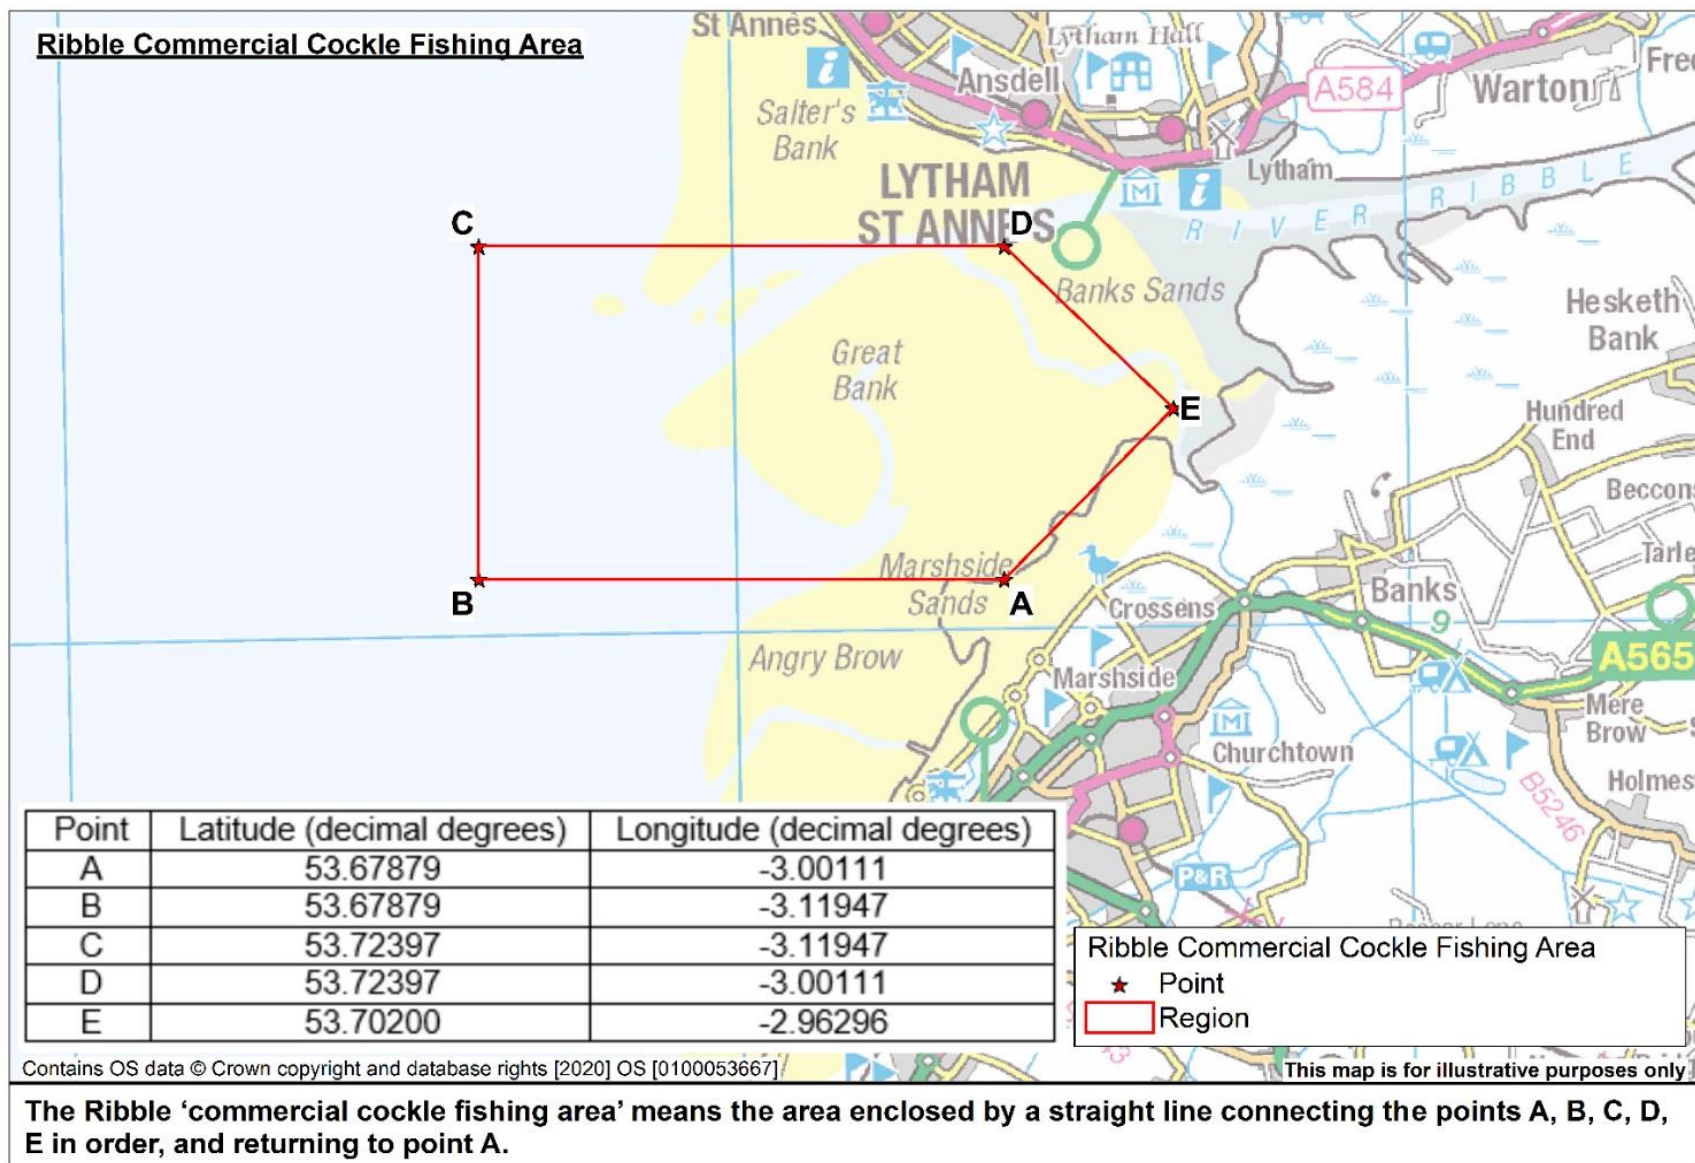 Ribble Commercial Cockle Fishing Area
St Annes
Lytham Hall
Ansdell
A584
Warton
Salter's
Bank
LYTHAM
ST ANNES
Lytham
RIVER RIBBLE
C
D
Banks Sands
Hesketh
Bank
Great
Bank
E
Hundred
End
Marshside
Sands
B
A
Crossens
Banks
9
Angry Brow
Marshside
A565
Mere
Brow
Churchtown
B5246
P&R
Point Latitude (decimal degrees) Longitude (decimal degrees)
A 53.67879 -3.00111
B 53.67879 -3.11947
C 53.72397 -3.11947
D 53.72397 -3.00111
E 53.70200 -2.96296
Ribble Commercial Cockle Fishing Area
Point
Region
Contains OS data © Crown copyright and database rights [2020] OS [0100053667]
This map is for illustrative purposes only
The Ribble ‘commercial cockle fishing area’ means the area enclosed by a straight line connecting the points A, B, C, D,
E in order, and returning to point A.